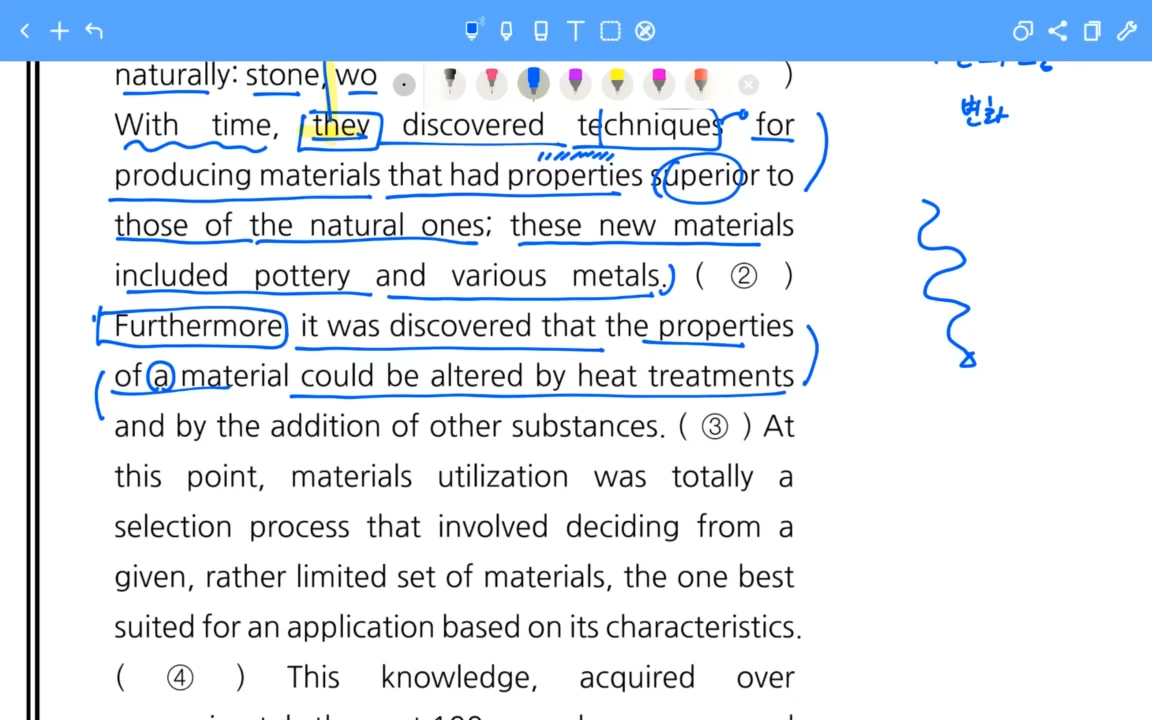 naturally: stone, wo )
변화
With time, they discovered techniques for
producing materials that had properties superior to
those of the natural ones; these new materials
included pottery and various metals. ( ② )
Furthermore it was discovered that the properties
of a material could be altered by heat treatments
and by the addition of other substances. ( ③ ) At
this point, materials utilization was totally a
selection process that involved deciding from a
given, rather limited set of materials, the one best
suited for an application based on its characteristics.
( ④ ) This knowledge, acquired over